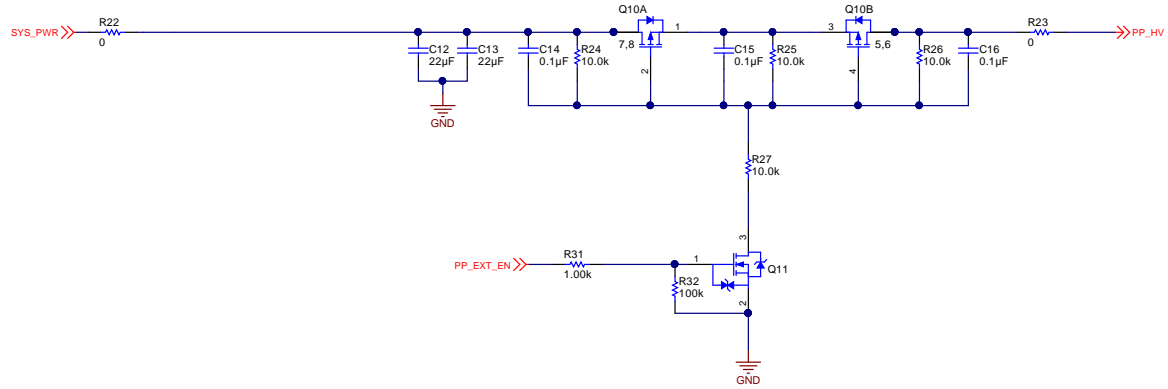 SYS_PWR
R22
0
C12
22µF
C13
22µF
C14
0.1µF
R24
10.0k
Q10A
7,8
1
2
C15
0.1µF
R25
10.0k
Q10B
3
5,6
4
R26
10.0k
C16
0.1µF
R23
0
PP_HV
GND
R27
10.0k
PP_EXT_EN
R31
1.00k
R32
100k
1
3
2
Q11
GND